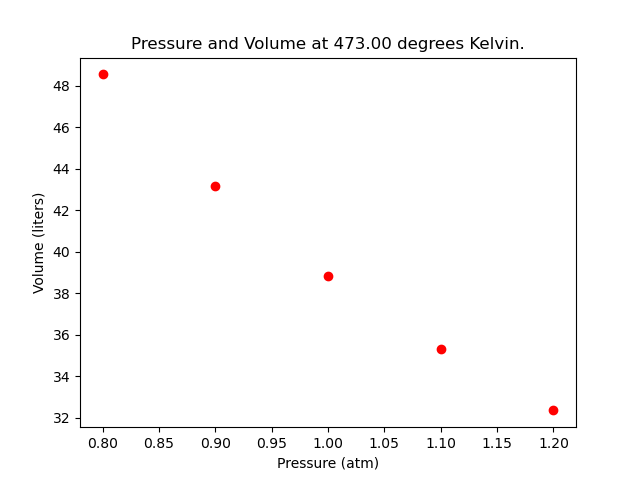 Pressure and Volume at 473.00 degrees Kelvin.
48
46
44
42
40
38
36
34
32
Volume (liters)
0.80 0.85 0.90 0.95 1.00 1.05 1.10 1.15 1.20
Pressure (atm)